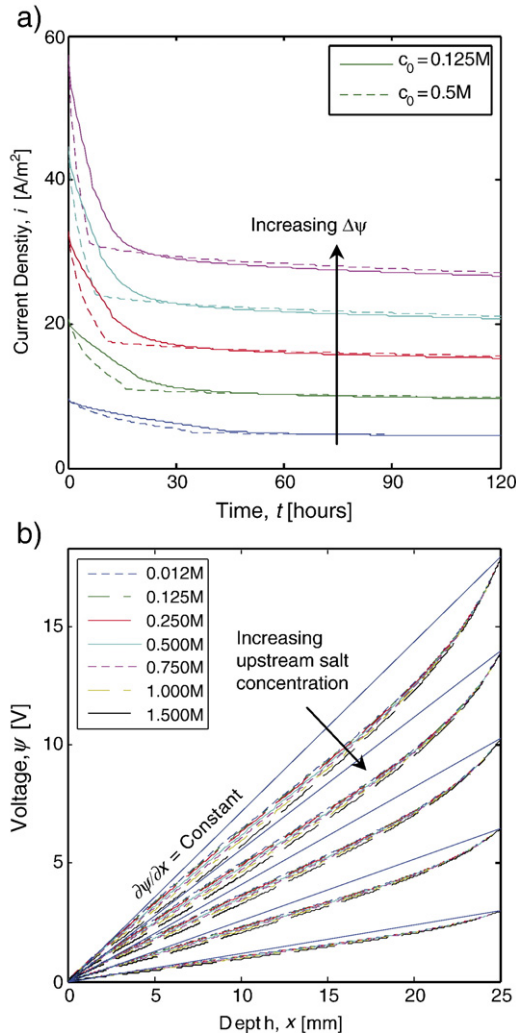 a)
60
40
20
0
Current Denstiy, i [A/m²]
c₀=0.125M
c₀=0.5M
Increasing Δψ
0
30
60
90
120
Time, t [hours]
b)
15
10
5
0
Voltage, ψ [V]
0.012M
0.125M
0.250M
0.500M
0.750M
1.000M
1.500M
Increasing
upstream salt
concentration
∂ψ/∂x = Constant
0
5
10
15
20
25
Depth, x [mm]